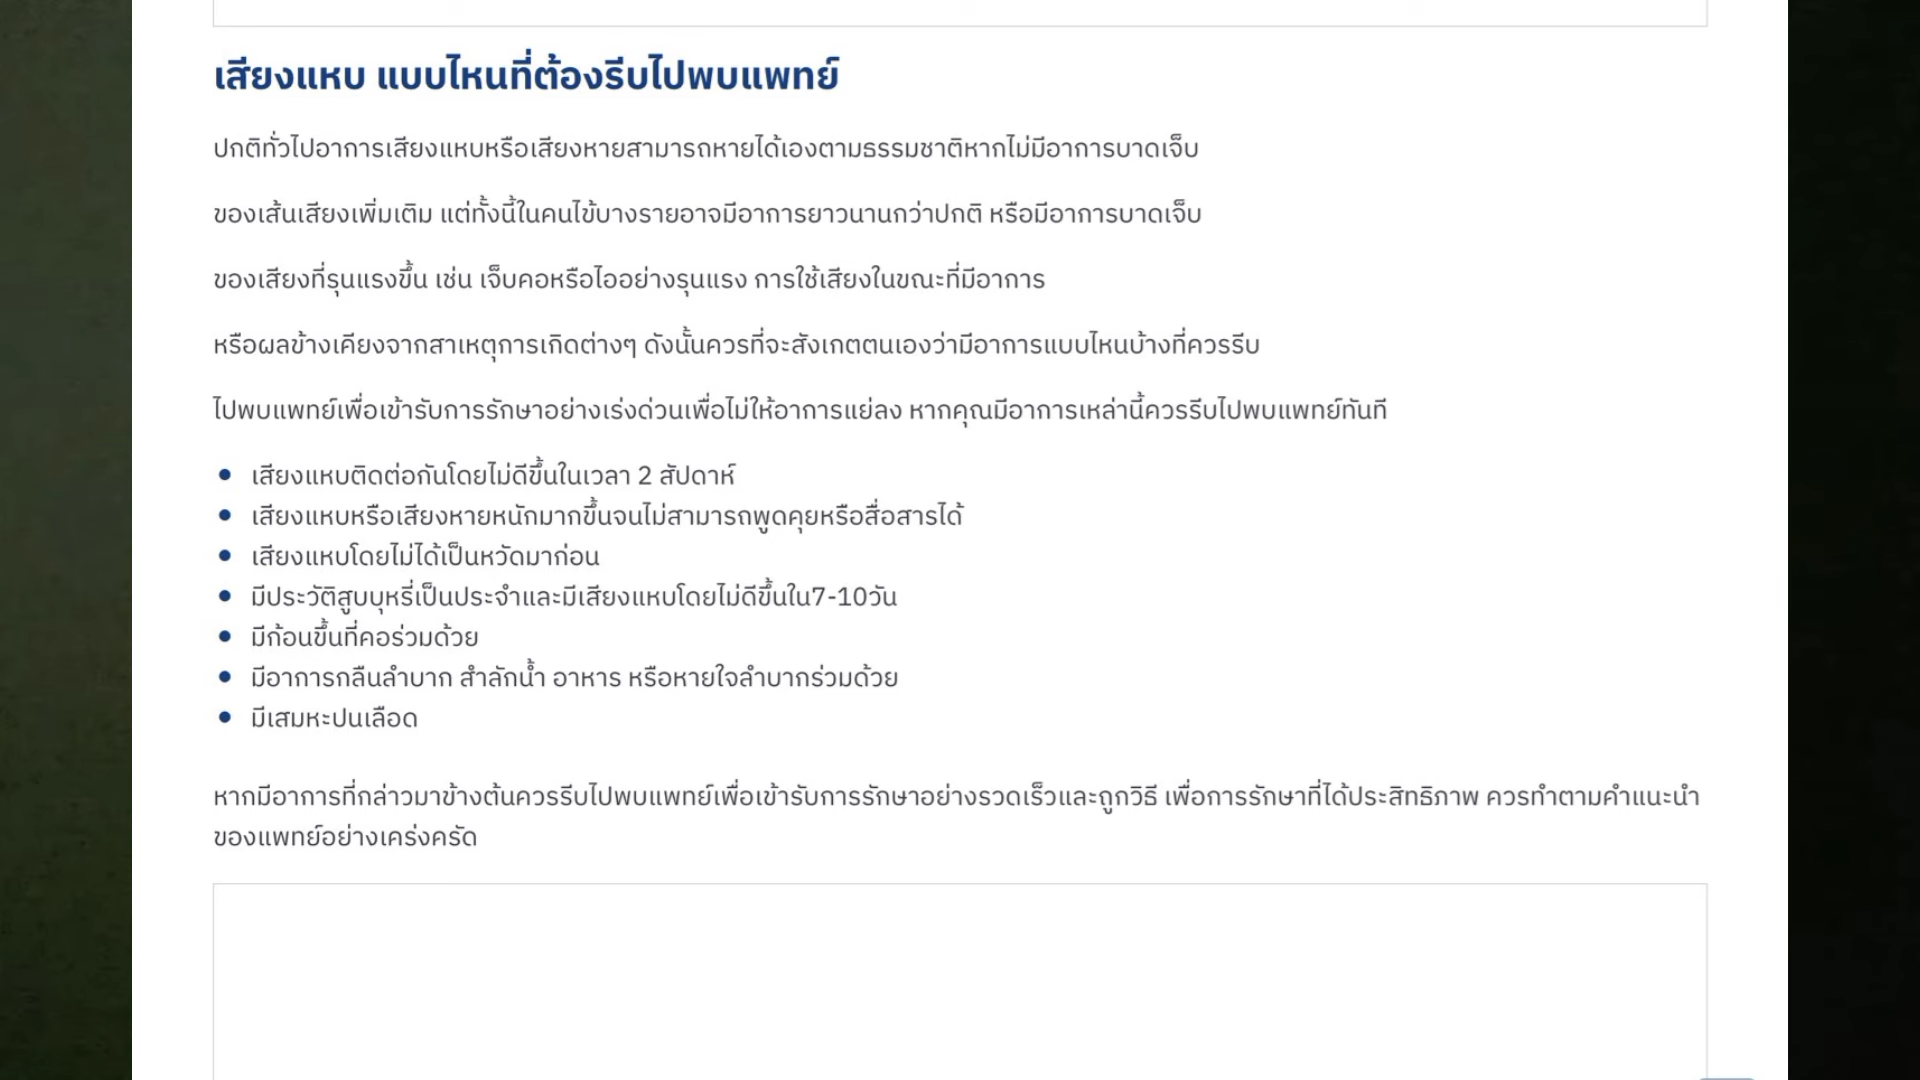 เสียงแหบ แบบไหนที่ต้องรีบไปพบแพทย์
ปกติทั่วไปอาการเสียงแหบหรือเสียงหายสามารถหายได้เองตามธรรมชาติหากไม่มีอาการบาดเจ็บ
ของเส้นเสียงเพิ่มเติม แต่ทั้งนี้ในคนไข้บางรายอาจมีอาการยาวนานกว่าปกติ หรือมีอาการบาดเจ็บ
ของเสียงที่รุนแรงขึ้น เช่น เจ็บคอหรือไออย่างรุนแรง การใช้เสียงในขณะที่มีอาการ
หรือผลข้างเคียงจากสาเหตุการเกิดต่างๆ ดังนั้นควรที่จะสังเกตตนเองว่ามีอาการแบบไหนบ้างที่ควรรีบ
ไปพบแพทย์เพื่อเข้ารับการรักษาอย่างเร่งด่วนเพื่อไม่ให้อาการแย่ลง หากคุณมีอาการเหล่านี้ควรรีบไปพบแพทย์ทันที
• เสียงแหบติดต่อกันโดยไม่ดีขึ้นในเวลา 2 สัปดาห์
• เสียงแหบหรือเสียงหายหนักมากขึ้นจนไม่สามารถพูดคุยหรือสื่อสารได้
• เสียงแหบโดยไม่ได้เป็นหวัดมาก่อน
• มีประวัติสูบบุหรี่เป็นประจำและมีเสียงแหบโดยไม่ดีขึ้นใน7-10วัน
• มีก้อนขึ้นที่คอร่วมด้วย
• มีอาการกลืนลำบาก สำลักน้ำ อาหาร หรือหายใจลำบากร่วมด้วย
• มีเสมหะปนเลือด
หากมีอาการที่กล่าวมาข้างต้นควรรีบไปพบแพทย์เพื่อเข้ารับการรักษาอย่างรวดเร็วและถูกวิธี เพื่อการรักษาที่ได้ประสิทธิภาพ ควรทำตามคำแนะนำ
ของแพทย์อย่างเคร่งครัด